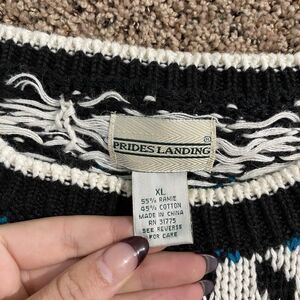 PRIDES LANDING ®
XL
55% RAMIE
45% COTTON
MADE IN CHINA
RN 31775
SEE REVERSE
FOR CARE